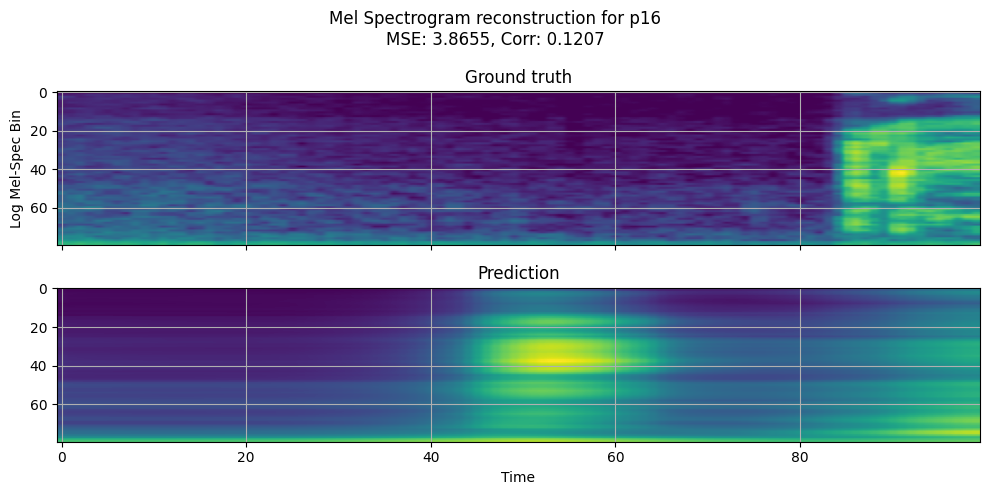 Mel Spectrogram reconstruction for p16
MSE: 3.8655, Corr: 0.1207
Ground truth
Log Mel-Spec Bin
0
20
40
60
Prediction
0
20
40
60
0 20 40 60 80
Time